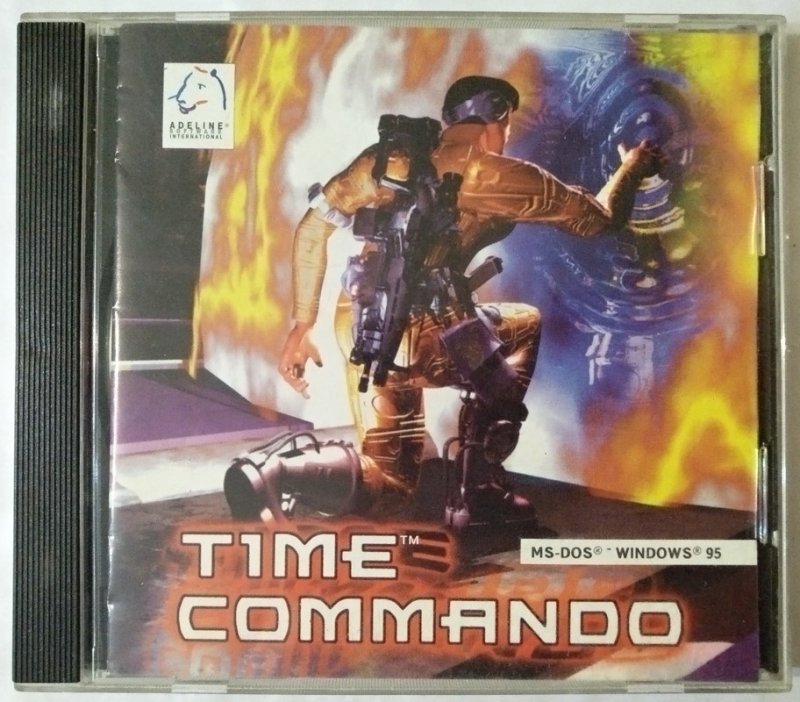 ADELINE®
SOFTWARE
INTERNATIONAL
TIME™
COMMANDO
MS-DOS® - WINDOWS® 95